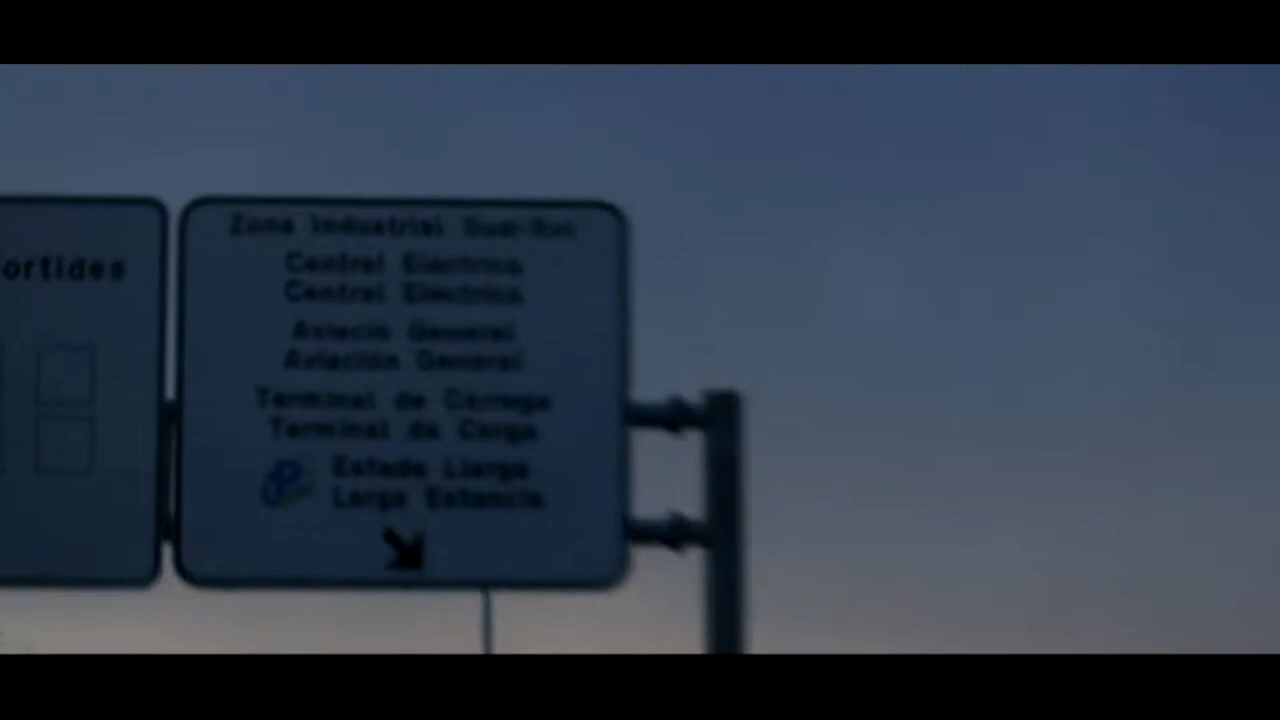 ortides
Zona Industrial
Central Elèctrica
Central Eléctrica
Aviació General
Aviación General
Terminal de Càrrega
Terminal de Carga
Estada Llarga
Larga Estancia